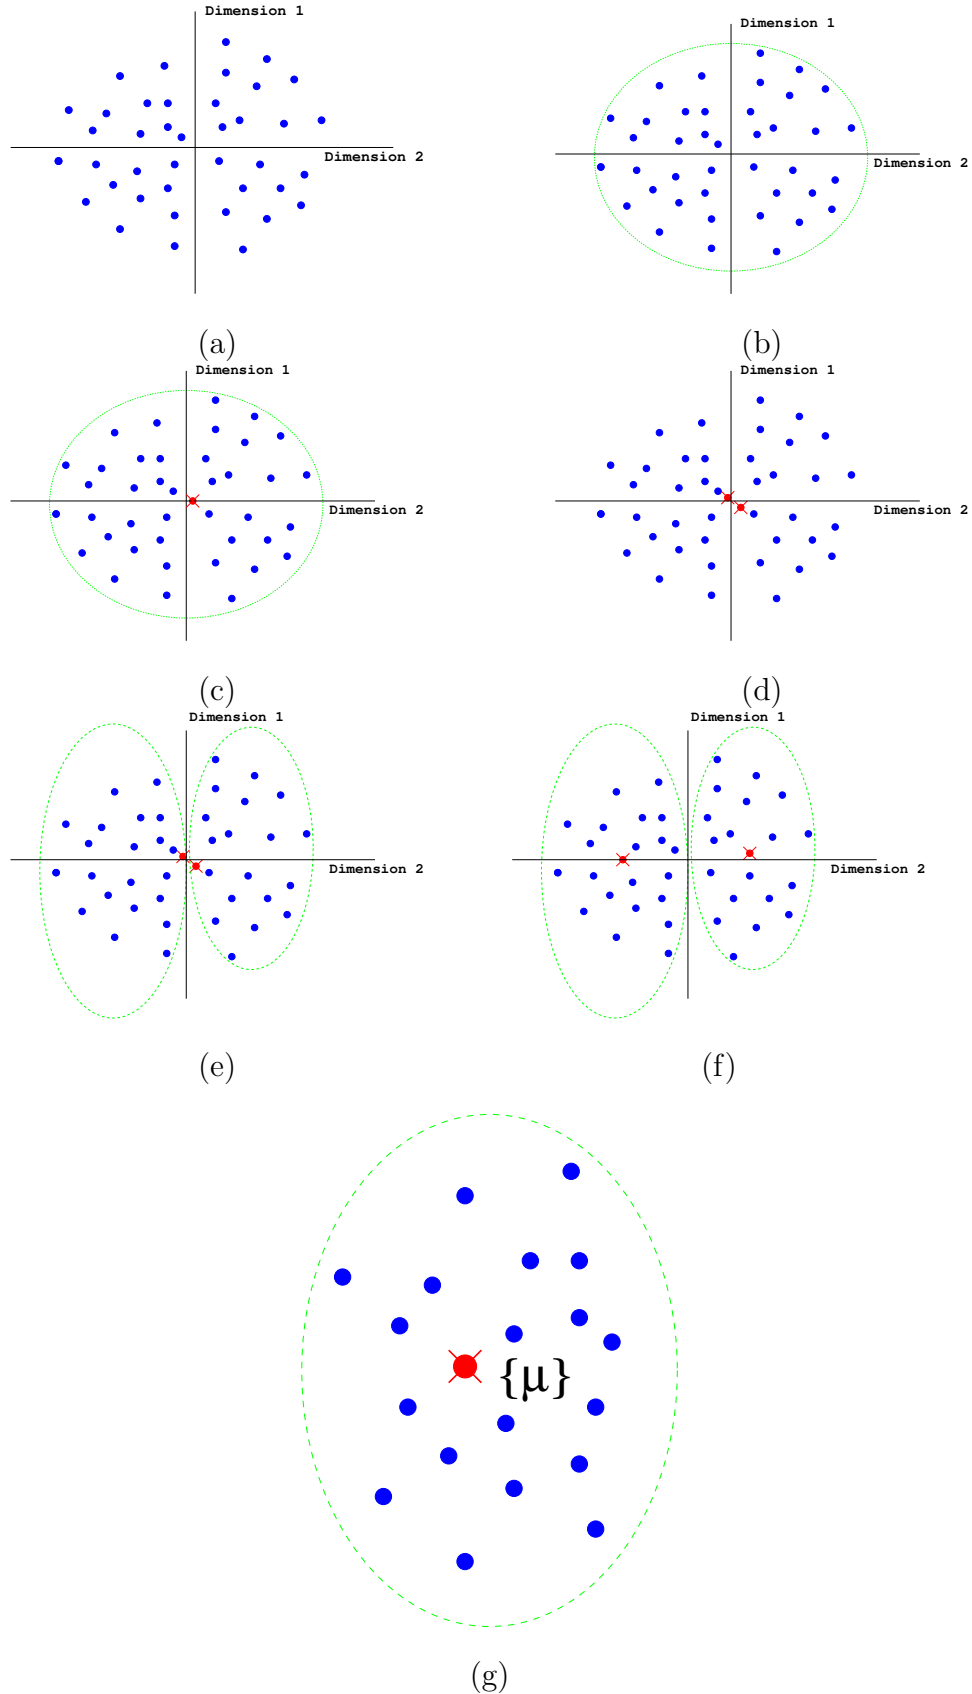 Dimension 1
Dimension 2
(a)
Dimension 1
Dimension 2
(b)
Dimension 1
Dimension 2
(c)
Dimension 1
Dimension 2
(d)
Dimension 1
Dimension 2
(e)
Dimension 1
Dimension 2
(f)
{μ}
(g)